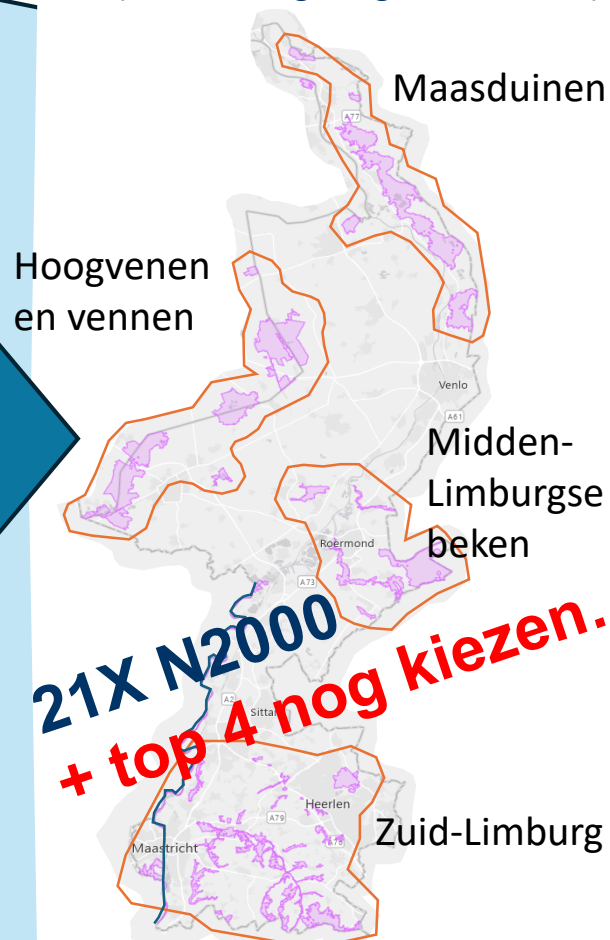 Maasduinen
A77
Hoogvenen
en vennen
Venlo
A61
Midden-
Limburgse
beken
Roermond
A73
21X N2000
+ top 4 nog kiezen.
A2
Sittard
Heerlen
A79
A76
Zuid-Limburg
Maastricht